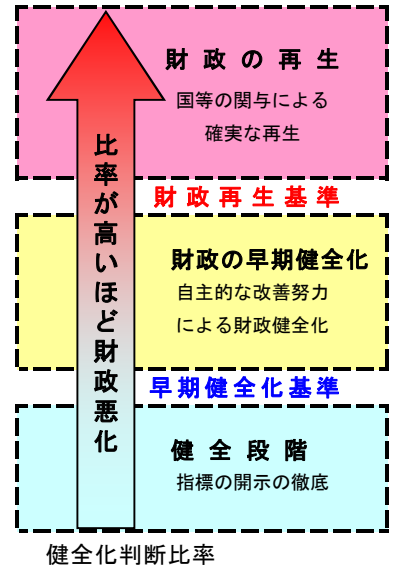 財政の再生
国等の関与による
確実な再生
財政再生基準
財政の早期健全化
自主的な改善努力
による財政健全化
早期健全化基準
健全段階
指標の開示の徹底
比率が高いほど財政悪化
健全化判断比率